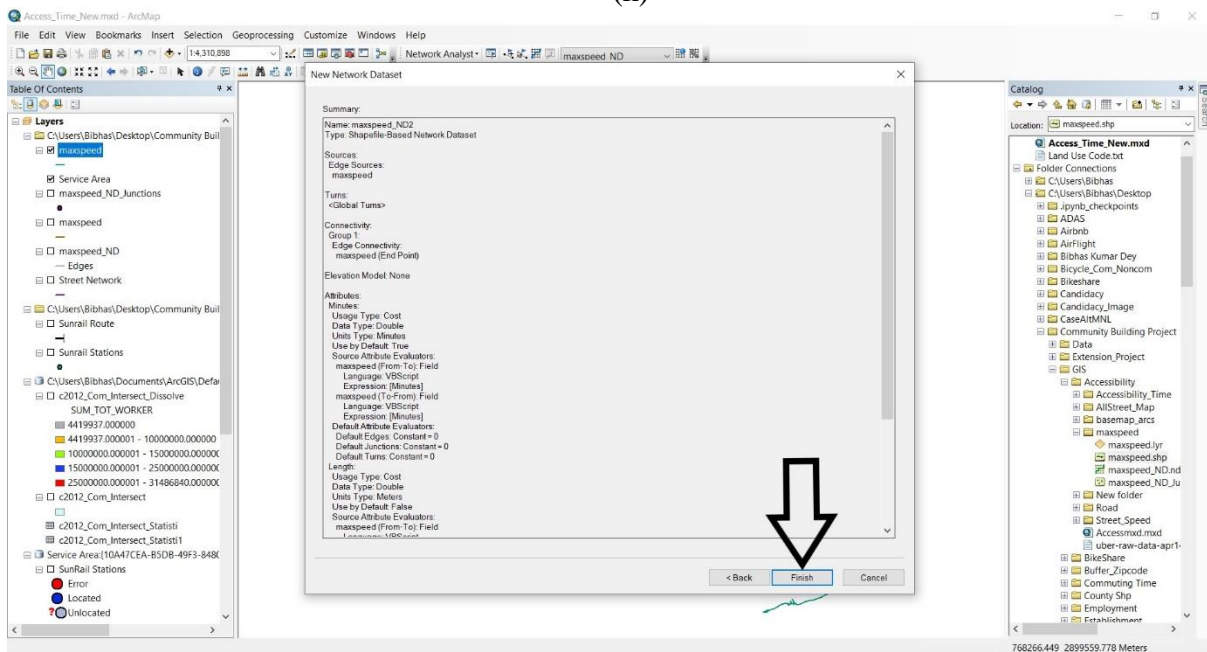 (ii)
Access_Time_New.mxd - ArcMap
File Edit View Bookmarks Insert Selection Geoprocessing Customize Windows Help
1:4,310,898
Network Analyst
maxspeed_ND
Table Of Contents
Layers
C:\Users\Bibhas\Desktop\Community Buil
maxspeed
Service Area
maxspeed_ND_Junctions
maxspeed
maxspeed_ND
Edges
Street Network
C:\Users\Bibhas\Desktop\Community Buil
Sunrail Route
Sunrail Stations
C:\Users\Bibhas\Documents\ArcGIS\Defau
c2012_Com_Intersect_Dissolve
SUM_TOT_WORKER
4419937.000000
4419937.000001 - 10000000.000000
10000000.000001 - 15000000.000000
15000000.000001 - 25000000.000000
25000000.000001 - 31486840.000000
c2012_Com_Intersect
c2012_Com_Intersect_Statisti
c2012_Com_Intersect_Statisti1
Service Area:{10A47CEA-B5DB-49F3-848(
SunRail Stations
Error
Located
?
Unlocated
New Network Dataset
Summary:
Name: maxspeed_ND2
Type: Shapefile-Based Network Dataset
Sources:
Edge Sources:
maxspeed
Turns:
<Global Turns>
Connectivity:
Group 1:
Edge Connectivity:
maxspeed (End Point)
Elevation Model: None
Attributes:
Minutes:
Usage Type: Cost
Data Type: Double
Units Type: Minutes
Use by Default: True
Source Attribute Evaluators:
maxspeed (From-To): Field
Language: VBScript
Expression: [Minutes]
maxspeed (To-From): Field
Language: VBScript
Expression: [Minutes]
Default Attribute Evaluators:
Default Edges: Constant = 0
Default Junctions: Constant = 0
Default Turns: Constant = 0
Length:
Usage Type: Cost
Data Type: Double
Units Type: Meters
Use by Default: False
Source Attribute Evaluators:
maxspeed (From-To): Field
Language: VBScript
< Back Finish Cancel
Catalog
Location: maxspeed.shp
Access_Time_New.mxd
Land Use Code.txt
Folder Connections
C:\Users\Bibhas
C:\Users\Bibhas\Desktop
.ipynb_checkpoints
ADAS
Airbnb
AirFlight
Bibhas Kumar Dey
Bicycle_Com_Noncom
Bikeshare
Candidacy
Candidacy_Image
CaseAltMNL
Community Building Project
Data
Extension_Project
GIS
Accessibility
Accessibility_Time
AllStreet_Map
basemap_arcs
maxspeed
maxspeed.lyr
maxspeed.shp
maxspeed_ND.nd
maxspeed_ND_Ju
New folder
Road
Street_Speed
Accessmxd.mxd
uber-raw-data-apr1
BikeShare
Buffer_Zipcode
Commuting Time
County Shp
Employment
Establishment
Search
768266.449 2899559.778 Meters